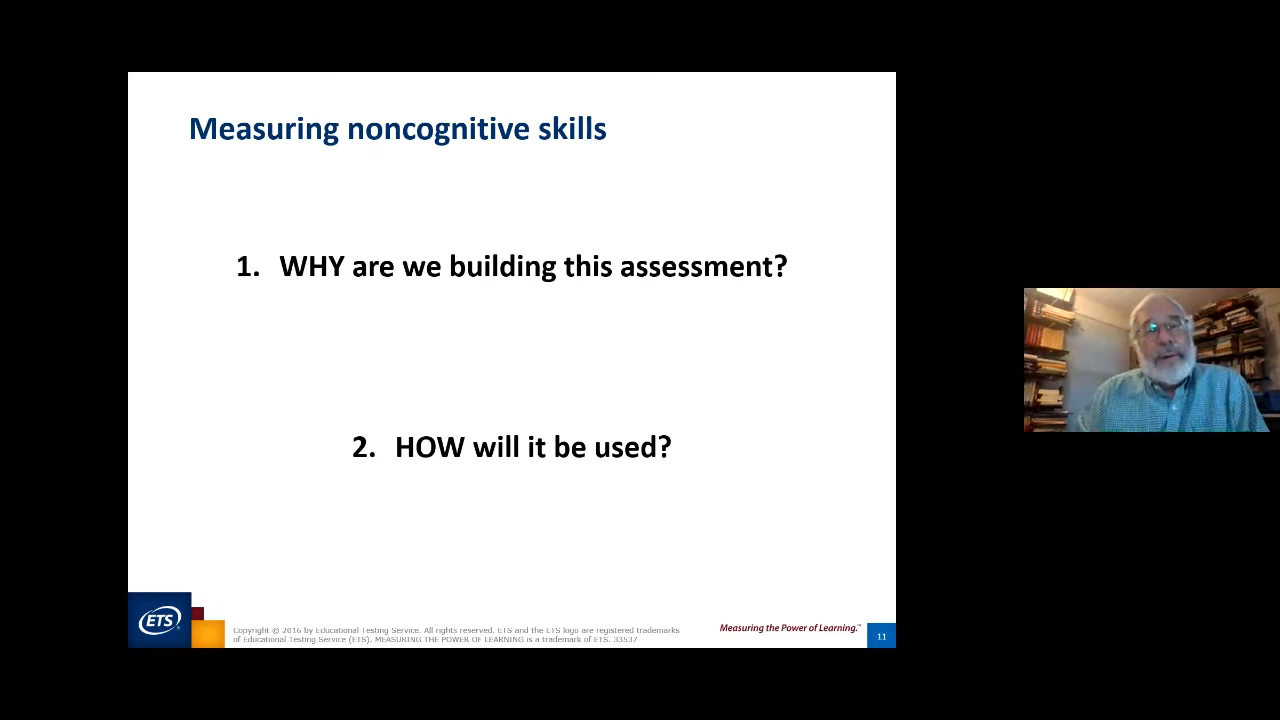 Measuring noncognitive skills
1. WHY are we building this assessment?
2. HOW will it be used?
ETS
Copyright © 2016 by Educational Testing Service. All rights reserved. ETS and the ETS logo are registered trademarks
of Educational Testing Service (ETS). MEASURING THE POWER OF LEARNING is a trademark of ETS. 33537
Measuring the Power of Learning.™
11